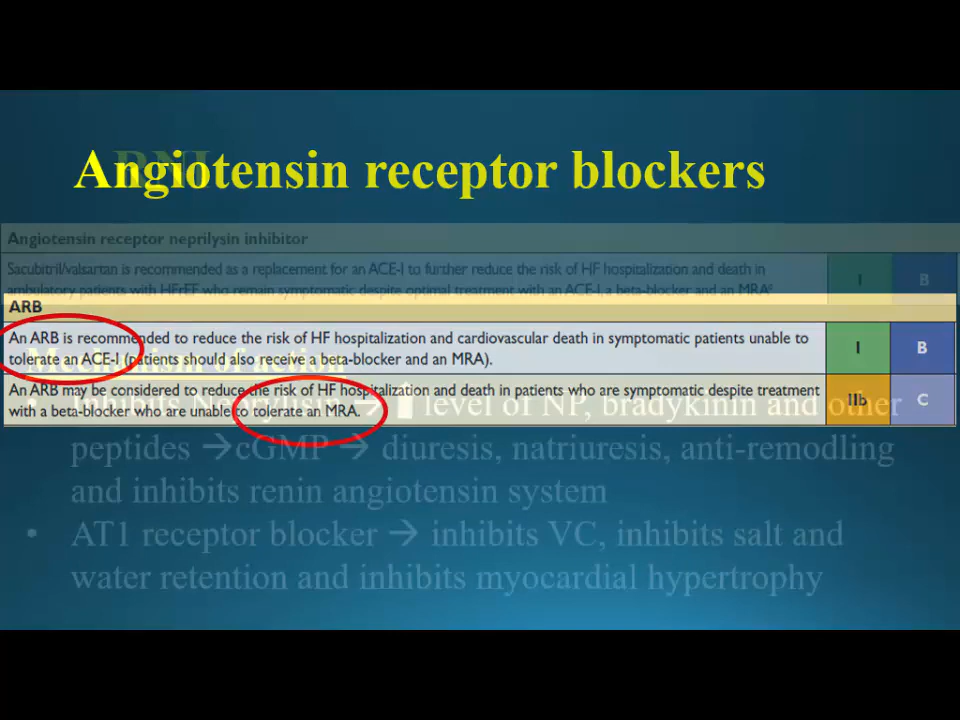 Angiotensin receptor blockers
Angiotensin receptor neprilysin inhibitor
Sacubitril/valsartan is recommended as a replacement for an ACE-I to further reduce the risk of HF hospitalization and death in
ambulatory patients with HFrEF who remain symptomatic despite optimal treatment with an ACE-I, a beta-blocker and an MRA
I B
ARB
An ARB is recommended to reduce the risk of HF hospitalization and cardiovascular death in symptomatic patients unable to
tolerate an ACE-I (patients should also receive a beta-blocker and an MRA).
I B
An ARB may be considered to reduce the risk of HF hospitalization and death in patients who are symptomatic despite treatment
with a beta-blocker who are unable to tolerate an MRA.
IIb C
Mechanism of action
• Inhibits Neprilysin → ⬆ level of NP, bradykinin and other
peptides →cGMP → diuresis, natriuresis, anti-remodling
and inhibits renin angiotensin system
• AT1 receptor blocker → inhibits VC, inhibits salt and
water retention and inhibits myocardial hypertrophy